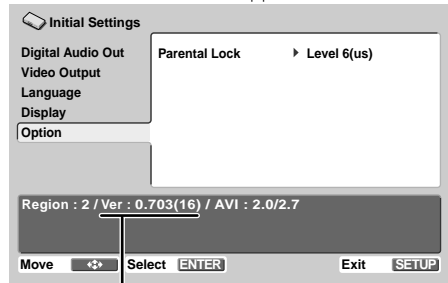 Initial Settings
Digital Audio Out
Video Output
Language
Display
Option
Parental Lock Level 6(us)
Region : 2 / Ver : 0.703(16) / AVI : 2.0/2.7
Move Select ENTER Exit SETUP